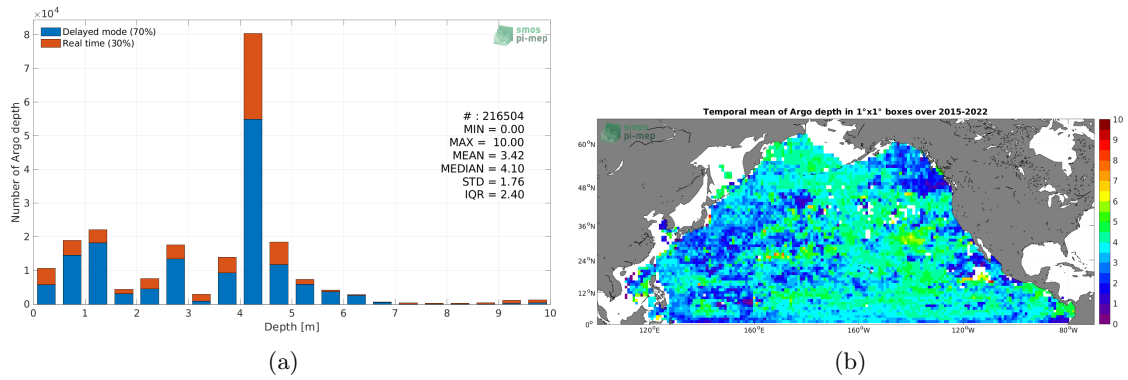 ×10⁴
Delayed mode (70%)
Real time (30%)
smos
pi-mep
Number of Argo depth
8
7
6
5
4
3
2
1
0
# : 216504
MIN = 0.00
MAX = 10.00
MEAN = 3.42
MEDIAN = 4.10
STD = 1.76
IQR = 2.40
0 1 2 3 4 5 6 7 8 9 10
Depth [m]
(a)
Temporal mean of Argo depth in 1°x1° boxes over 2015-2022
smos
pi-mep
60°N
48°N
36°N
24°N
12°N
0°
120°E 160°E 160°W 120°W 80°W
10
9
8
7
6
5
4
3
2
1
0
(b)